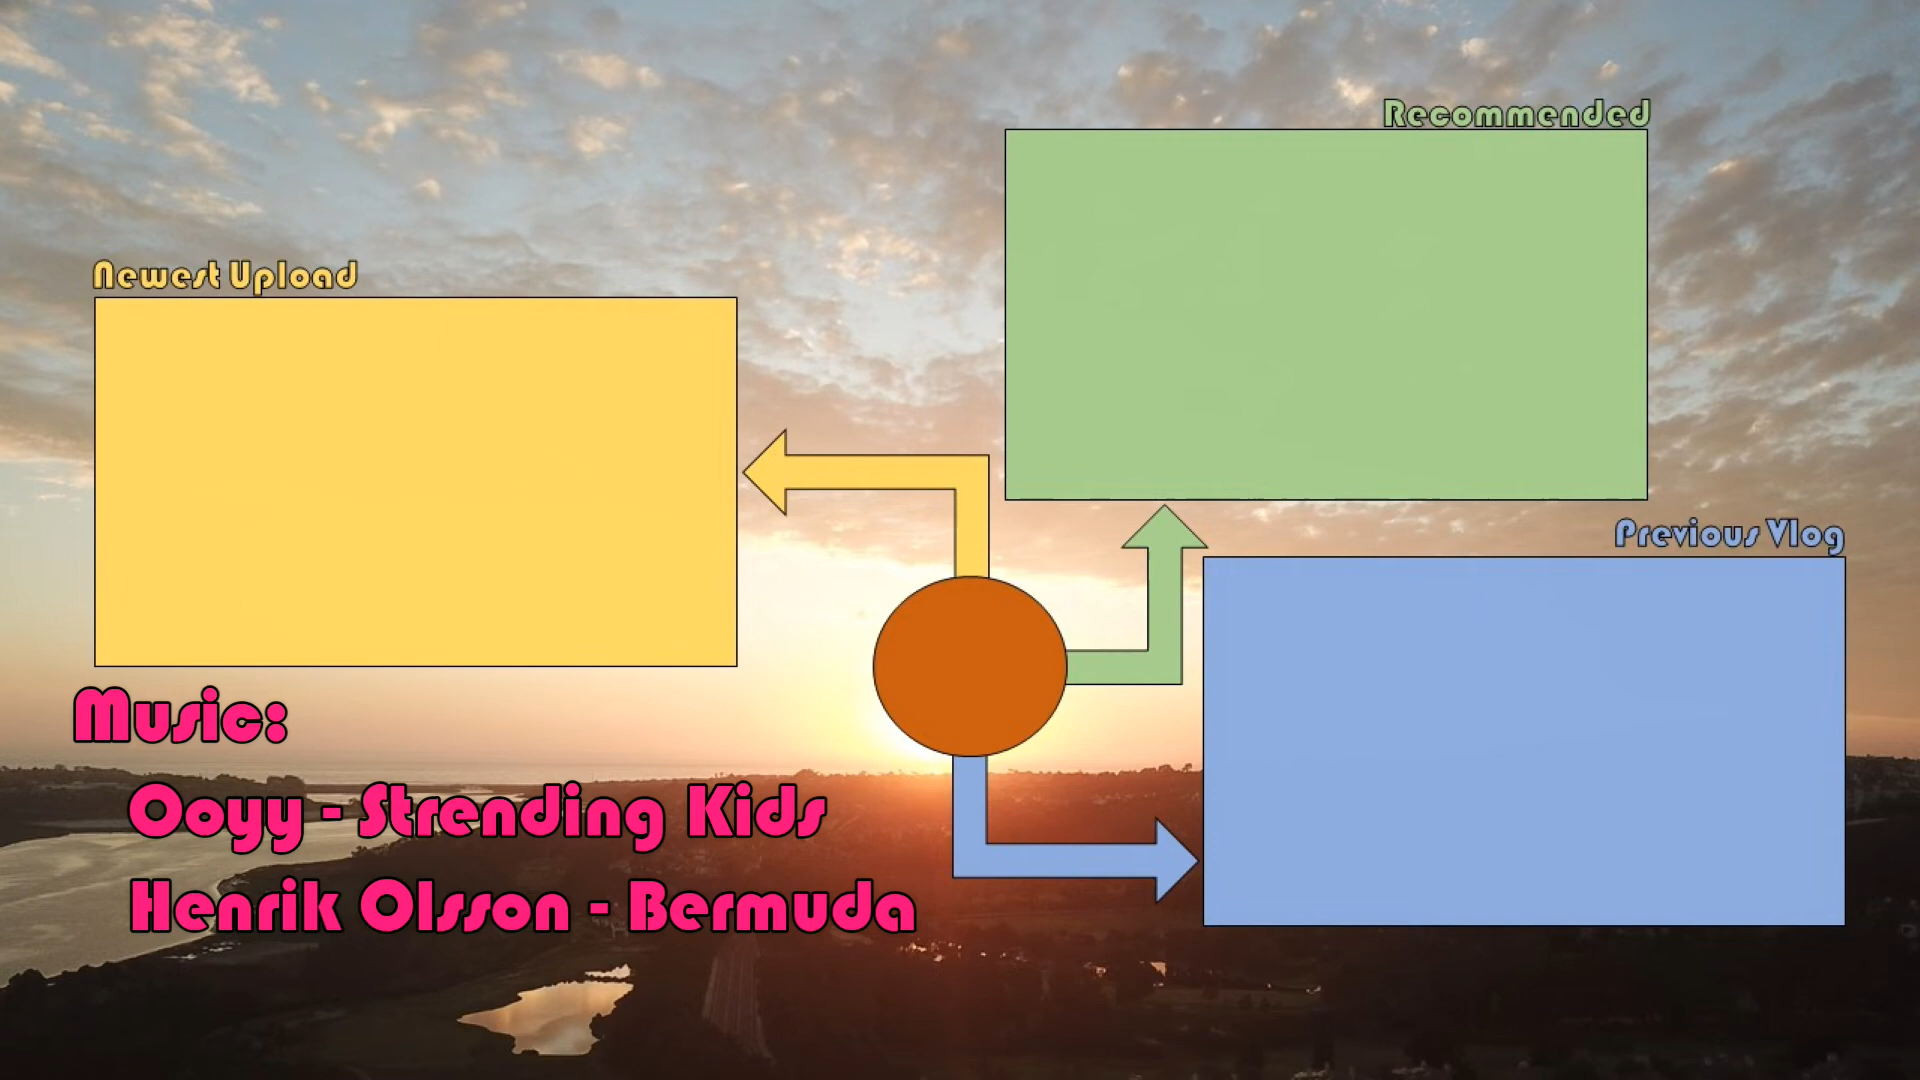 Recommended
Newest Upload
Previous Vlog
Music:
Ooyy - Strending Kids
Henrik Olsson - Bermuda